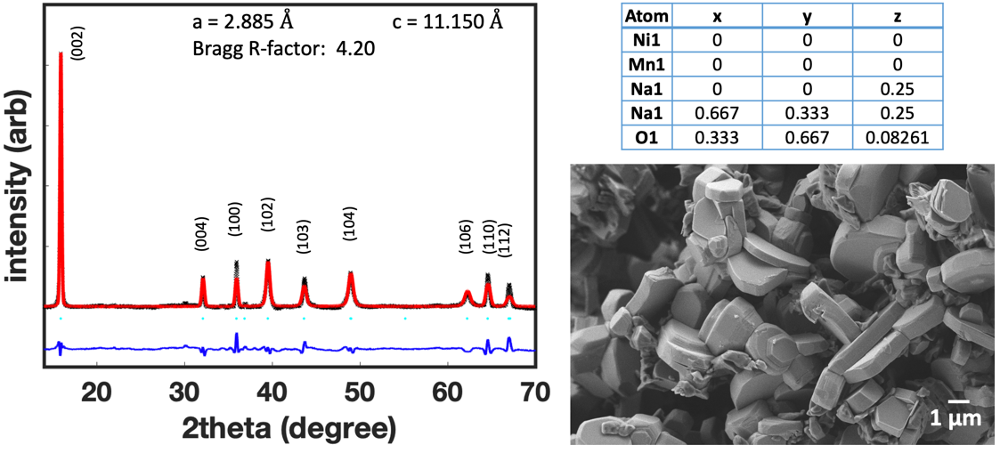 a = 2.885 Å
c = 11.150 Å
Bragg R-factor: 4.20
(002)
(004)
(100)
(102)
(103)
(104)
(106)
(110)
(112)
intensity (arb)
20 30 40 50 60 70
2theta (degree)
Atom x y z
Ni1 0 0 0
Mn1 0 0 0
Na1 0 0 0.25
Na1 0.667 0.333 0.25
O1 0.333 0.667 0.08261
1 µm